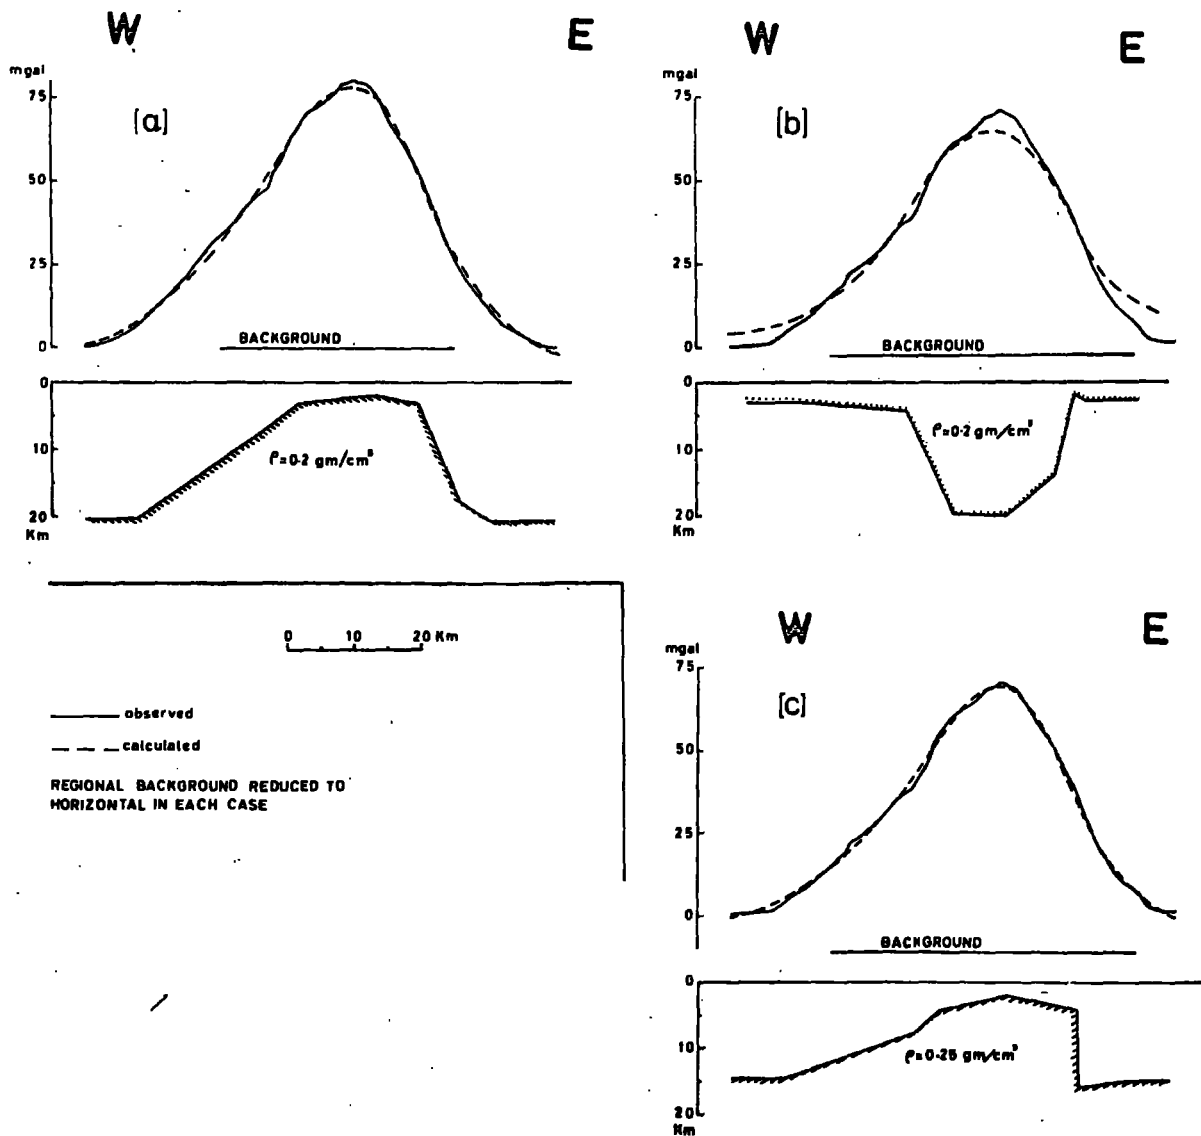 W E
mgal
75
[a]
50
25
0
BACKGROUND
0
10
ρ=0·2 gm/cm³
20
Km
W E
mgal
75
[b]
50
25
0
BACKGROUND
0
ρ=0·2 gm/cm³
10
20
Km
0 10 20 Km
observed
calculated
REGIONAL BACKGROUND REDUCED TO
HORIZONTAL IN EACH CASE
W E
mgal
75
[c]
50
25
0
BACKGROUND
0
10
ρ=0·25 gm/cm³
20
Km